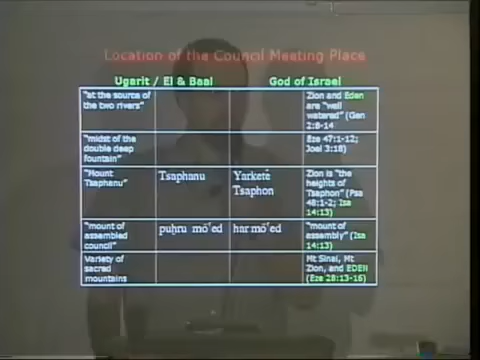 Location of the Council Meeting Place
Ugarit / El & Baal
God of Israel
"at the source of
the two rivers"
Zion and Eden
are "well
watered" (Gen
2:8-14
"midst of the
double deep
fountain"
Eze 47:1-12;
Joel 3:18)
"Mount
Tsaphanu"
Tsaphanu
Yarketē
Tsaphon
Zion is "the
heights of
Tsaphon" (Psa
48:1-2; Isa
14:13)
"mount of
assembled
council"
puḫru mō‛ed
har mō‛ed
"mount of
assembly" (Isa
14:13)
Variety of
sacred
mountains
Mt Sinai, Mt
Zion, and EDEN
(Eze 28:13-16)